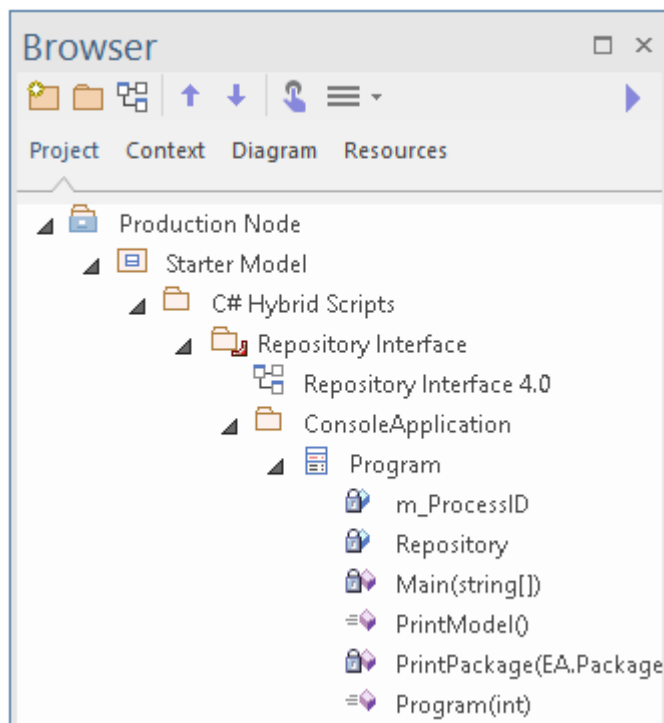 Browser
Project Context Diagram Resources
Production Node
Starter Model
C# Hybrid Scripts
Repository Interface
Repository Interface 4.0
ConsoleApplication
Program
m_ProcessID
Repository
Main(string[])
PrintModel()
PrintPackage(EA.Package
Program(int)